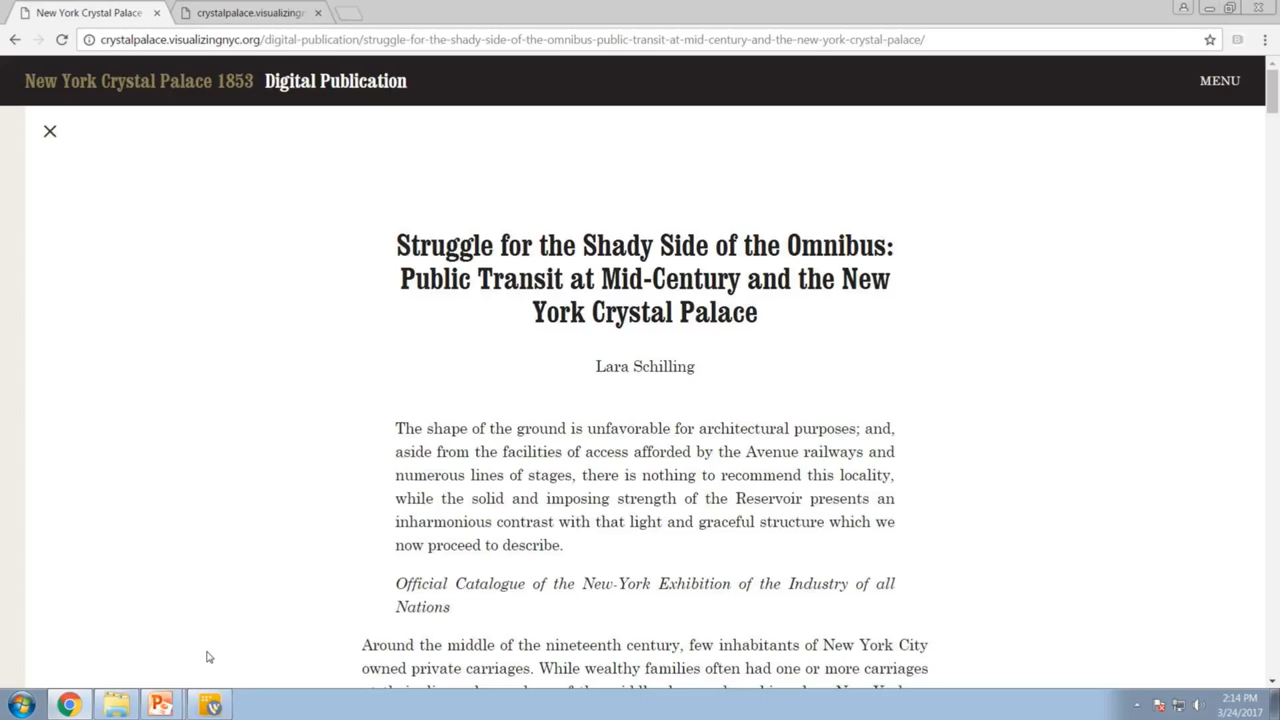 New York Crystal Palace
crystalpalace.visualizingn
crystalpalace.visualizingnyc.org/digital-publication/struggle-for-the-shady-side-of-the-omnibus-public-transit-at-mid-century-and-the-new-york-crystal-palace/
New York Crystal Palace 1853 Digital Publication
MENU
Struggle for the Shady Side of the Omnibus:
Public Transit at Mid-Century and the New
York Crystal Palace
Lara Schilling
The shape of the ground is unfavorable for architectural purposes; and,
aside from the facilities of access afforded by the Avenue railways and
numerous lines of stages, there is nothing to recommend this locality,
while the solid and imposing strength of the Reservoir presents an
inharmonious contrast with that light and graceful structure which we
now proceed to describe.
Official Catalogue of the New-York Exhibition of the Industry of all
Nations
Around the middle of the nineteenth century, few inhabitants of New York City
owned private carriages. While wealthy families often had one or more carriages
2:14 PM
3/24/2017